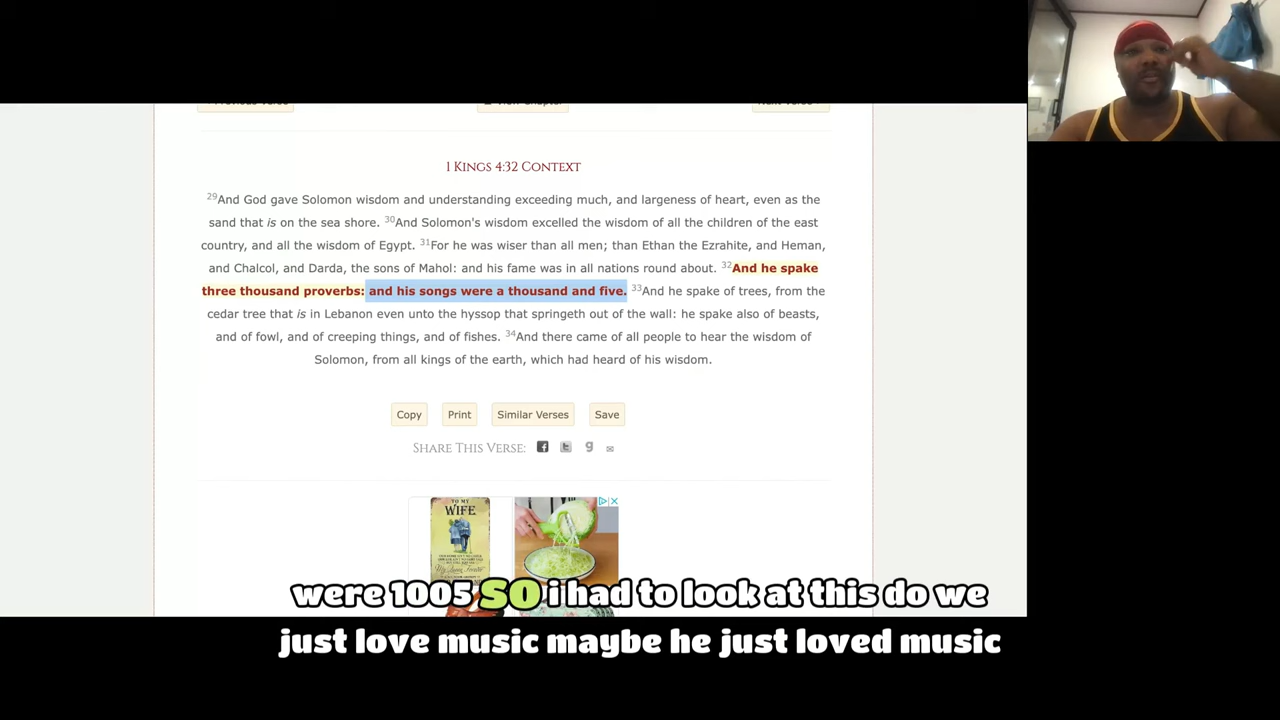 1 Kings 4:32 Context
29And God gave Solomon wisdom and understanding exceeding much, and largeness of heart, even as the
sand that is on the sea shore. 30And Solomon's wisdom excelled the wisdom of all the children of the east
country, and all the wisdom of Egypt. 31For he was wiser than all men; than Ethan the Ezrahite, and Heman,
and Chalcol, and Darda, the sons of Mahol: and his fame was in all nations round about. 32And he spake
three thousand proverbs: and his songs were a thousand and five. 33And he spake of trees, from the
cedar tree that is in Lebanon even unto the hyssop that springeth out of the wall: he spake also of beasts,
and of fowl, and of creeping things, and of fishes. 34And there came of all people to hear the wisdom of
Solomon, from all kings of the earth, which had heard of his wisdom.
Copy Print Similar Verses Save
Share This Verse:
TO MY
WIFE
were 1005 SO i had to look at this do we
just love music maybe he just loved music